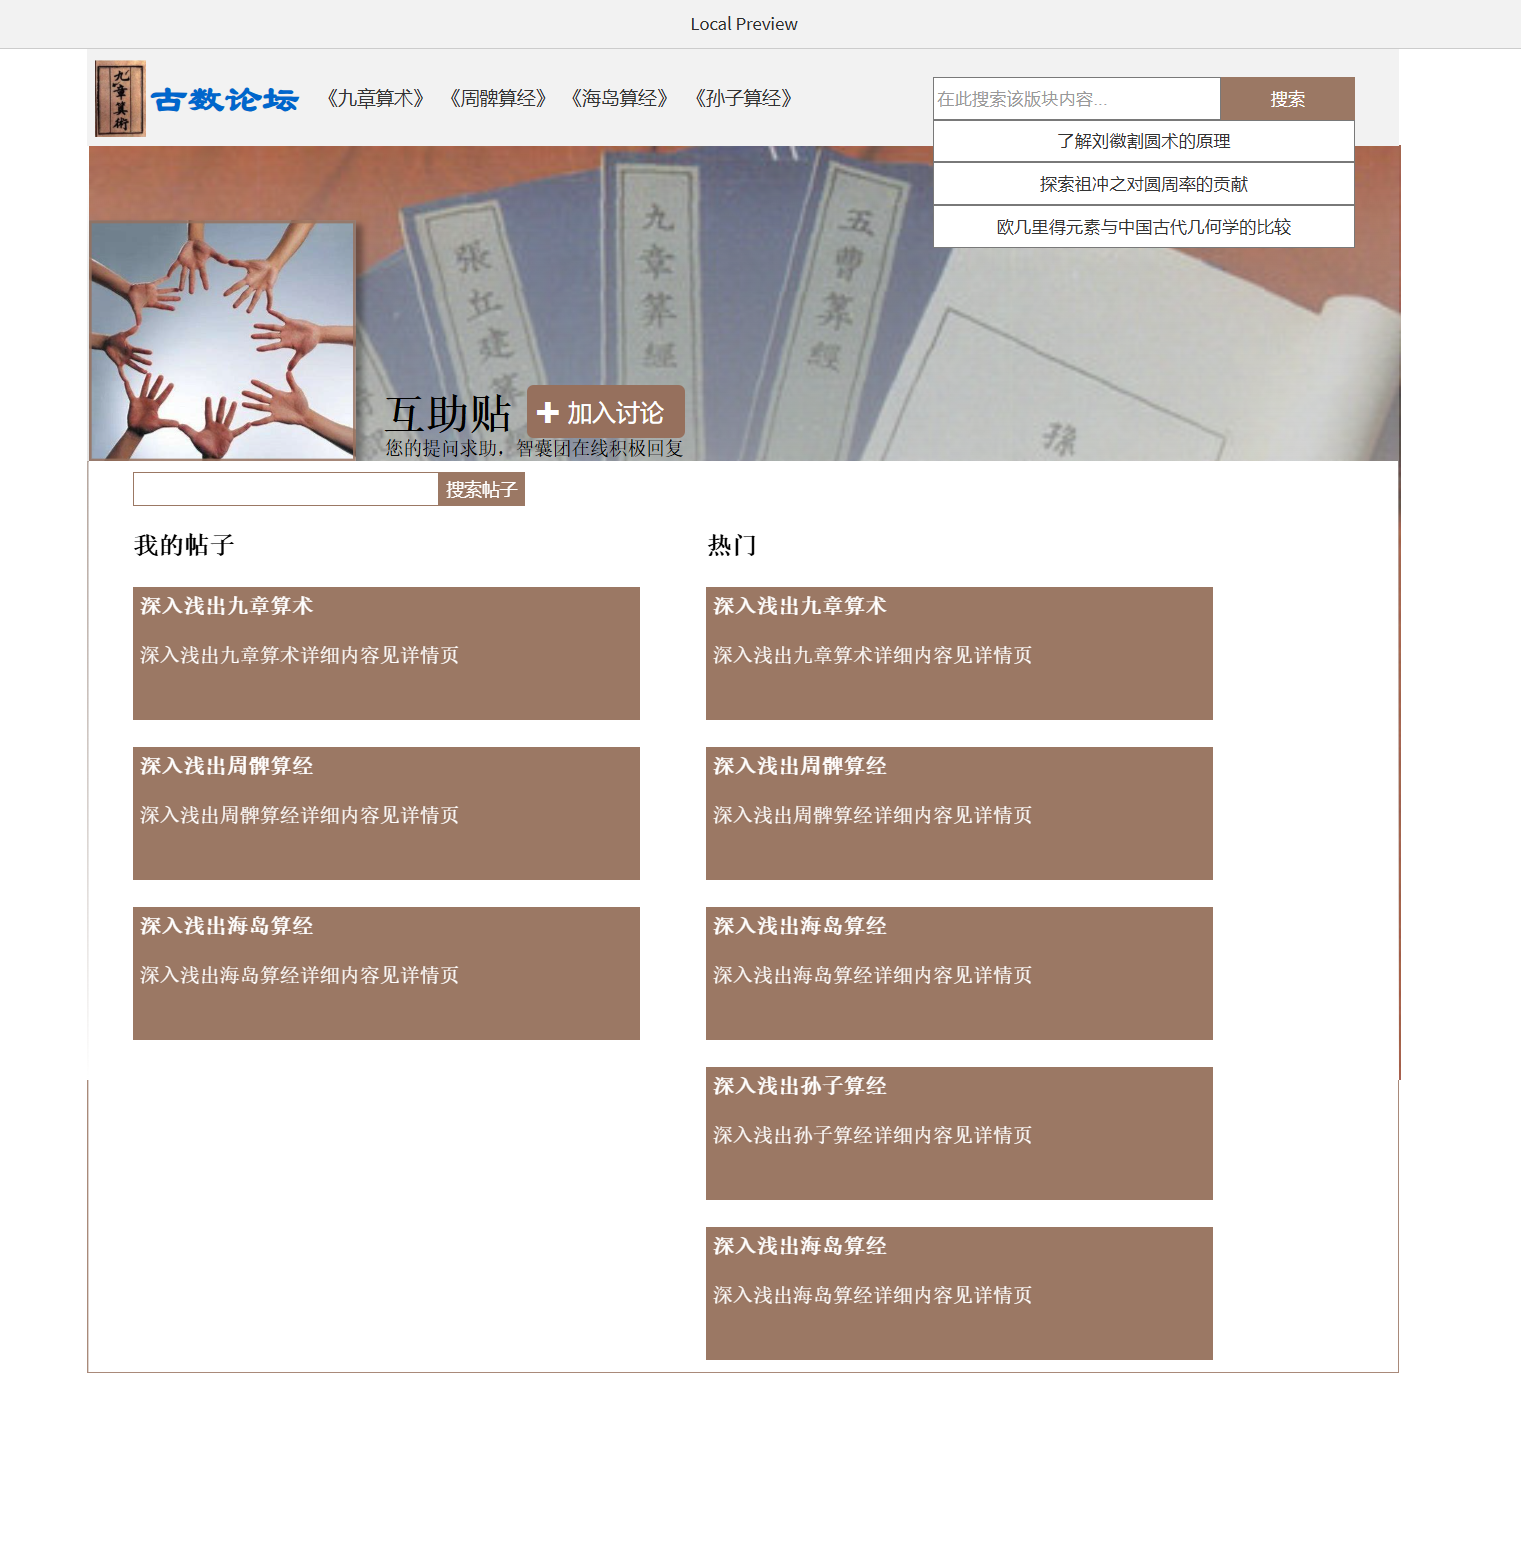 Local Preview
九章算術
古数论坛 《九章算术》 《周髀算经》 《海岛算经》 《孙子算经》
在此搜索该版块内容... 搜索
了解刘徽割圆术的原理
探索祖冲之对圆周率的贡献
欧几里得元素与中国古代几何学的比较
張丘建算
九章算經
五曹算經
孫
互助贴 加入讨论
您的提问求助，智囊团在线积极回复
搜索帖子
我的帖子
深入浅出九章算术
深入浅出九章算术详细内容见详情页
深入浅出周髀算经
深入浅出周髀算经详细内容见详情页
深入浅出海岛算经
深入浅出海岛算经详细内容见详情页
热门
深入浅出九章算术
深入浅出九章算术详细内容见详情页
深入浅出周髀算经
深入浅出周髀算经详细内容见详情页
深入浅出海岛算经
深入浅出海岛算经详细内容见详情页
深入浅出孙子算经
深入浅出孙子算经详细内容见详情页
深入浅出海岛算经
深入浅出海岛算经详细内容见详情页